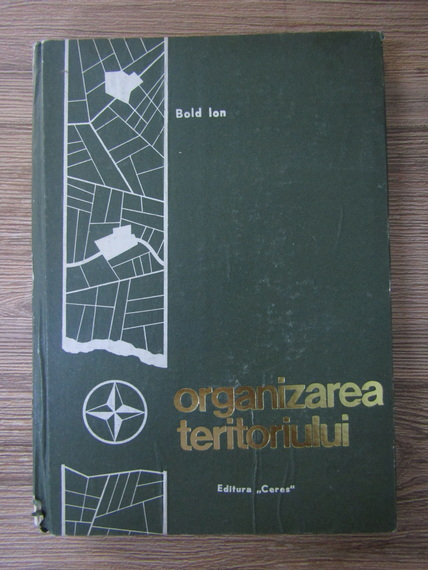 Bold Ion
organizarea
teritoriului
Editura „Ceres"